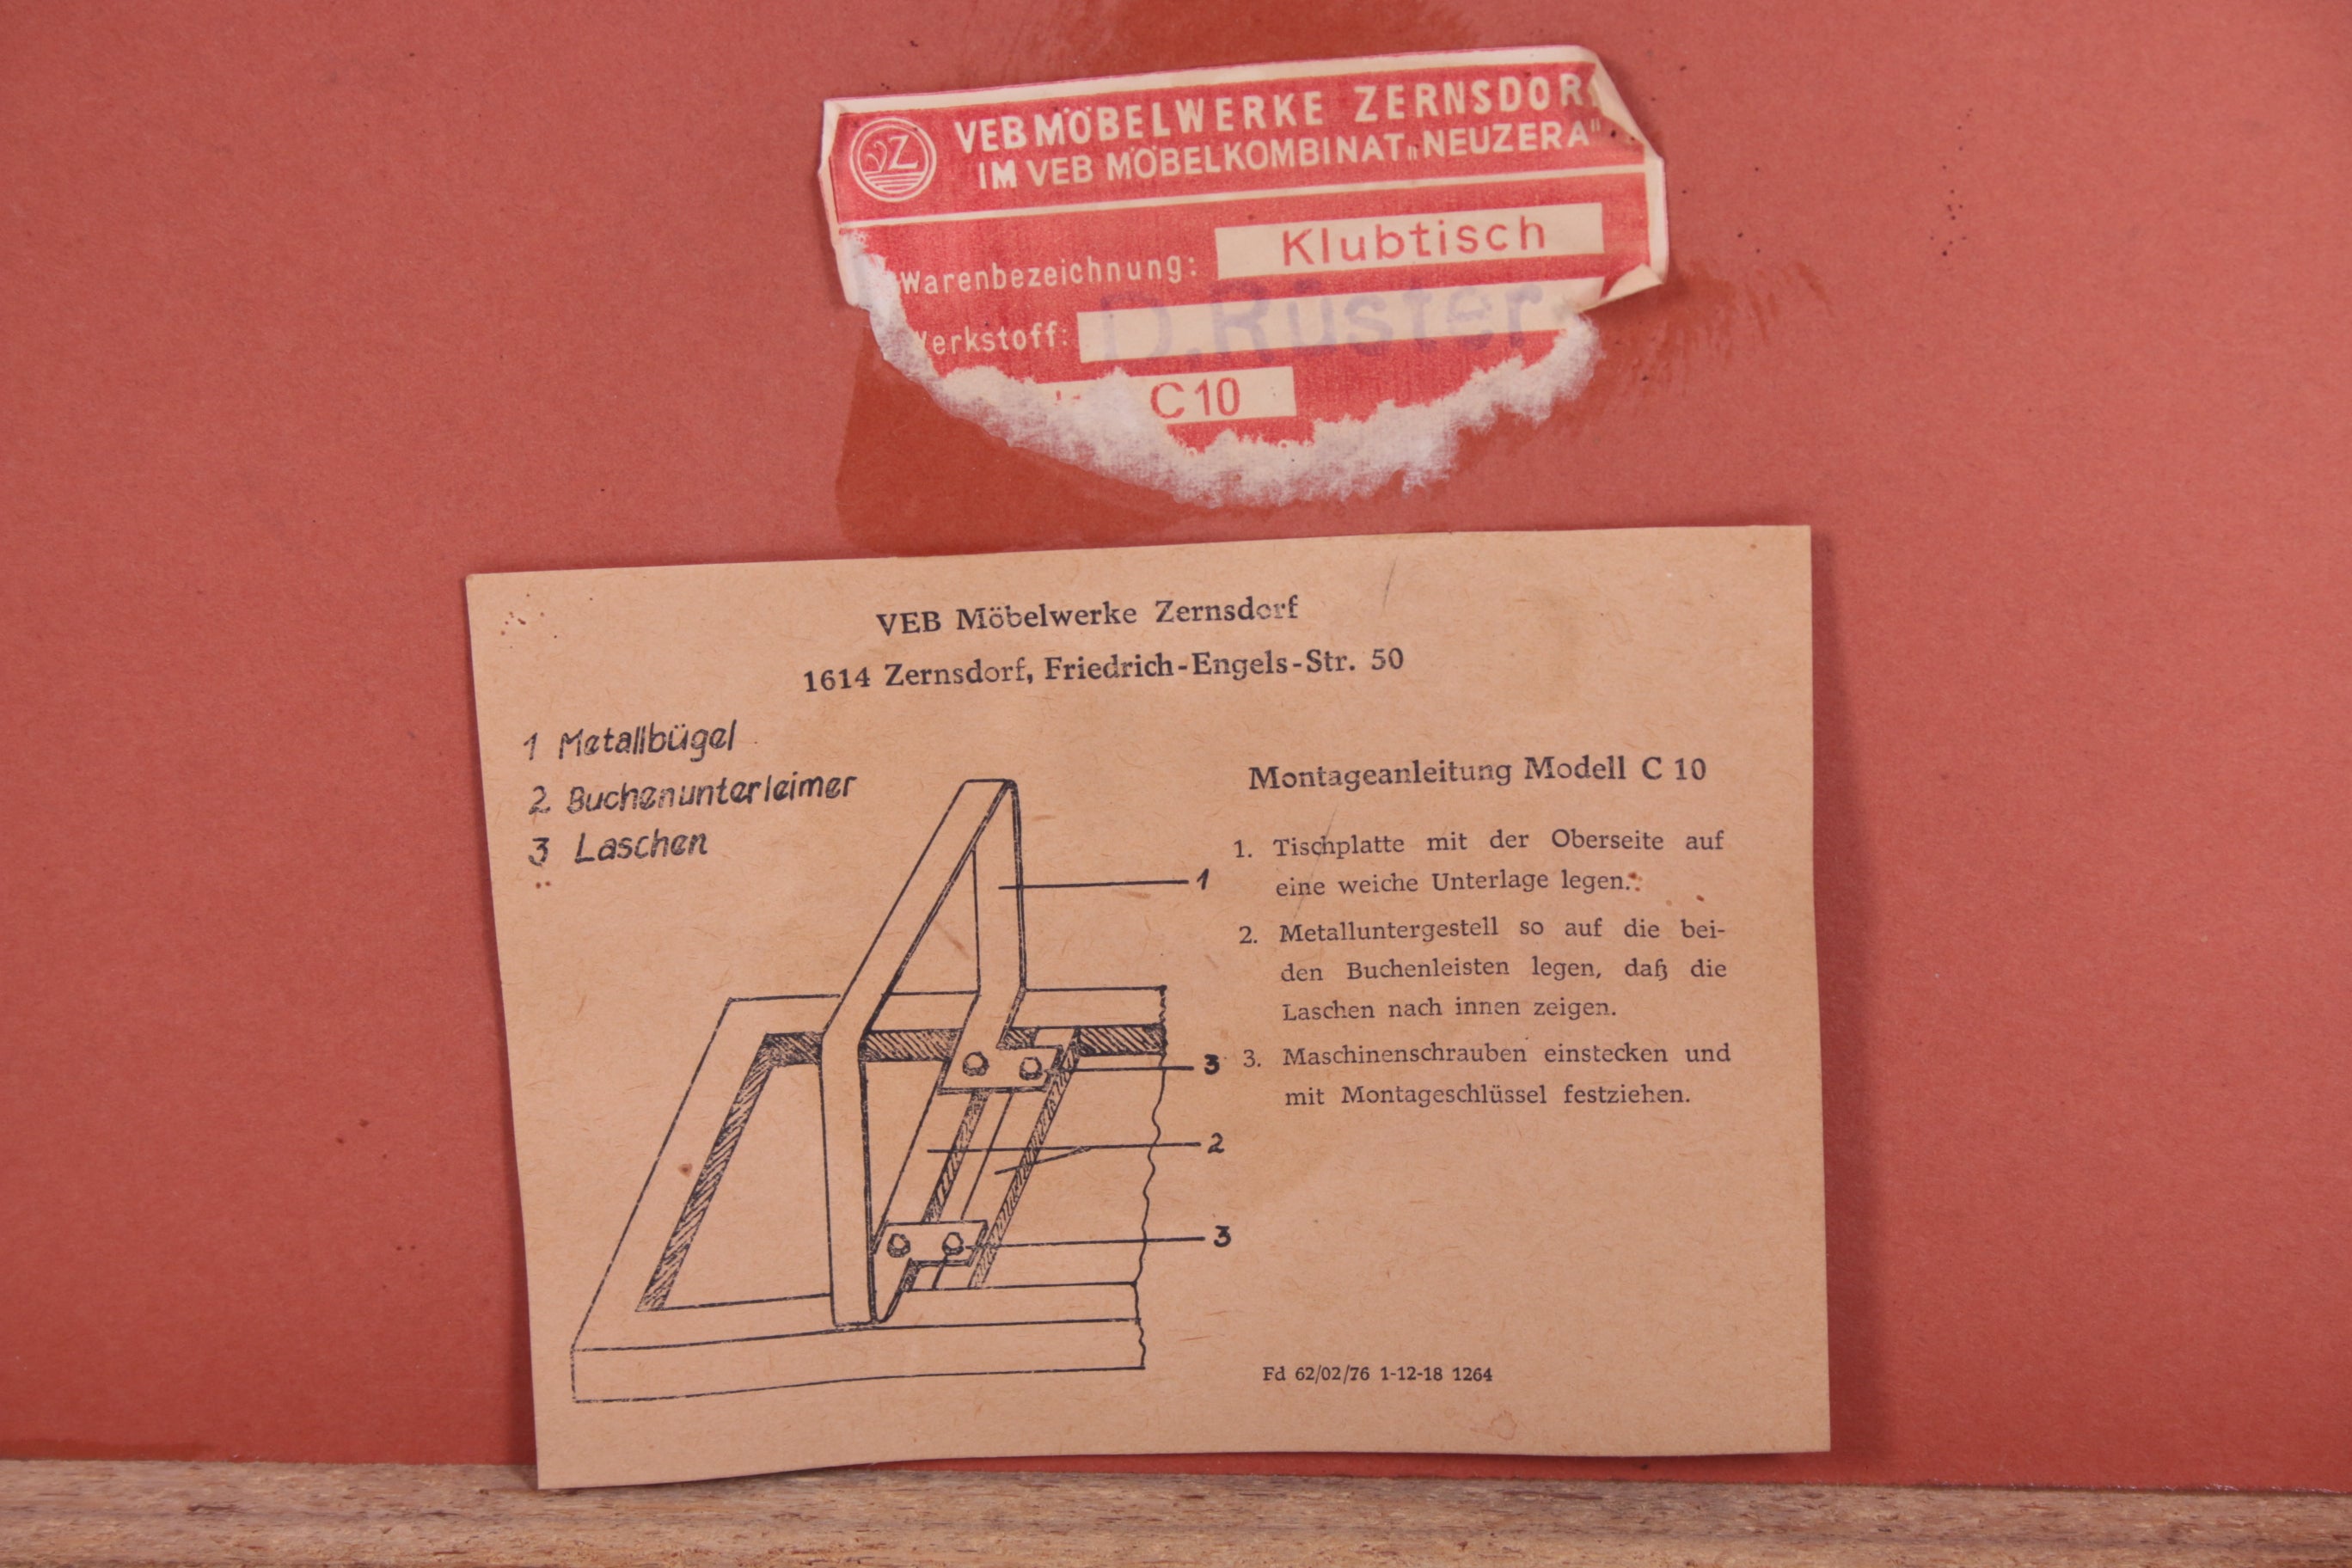 VZ
VEB MÖBELWERKE ZERNSDOR
IM VEB MÖBELKOMBINAT „NEUZERA"
Warenbezeichnung: Klubtisch
Werkstoff: D. Rüster
C 10
VEB Möbelwerke Zernsdorf
1614 Zernsdorf, Friedrich-Engels-Str. 50
1 Metallbügel
2 Buchenunterleimer
3 Laschen
1
3
2
3
Montageanleitung Modell C 10
1. Tischplatte mit der Oberseite auf
eine weiche Unterlage legen.
2. Metalluntergestell so auf die bei-
den Buchenleisten legen, daß die
Laschen nach innen zeigen.
3. Maschinenschrauben einstecken und
mit Montageschlüssel festziehen.
Fd 62/02/76 1-12-18 1264